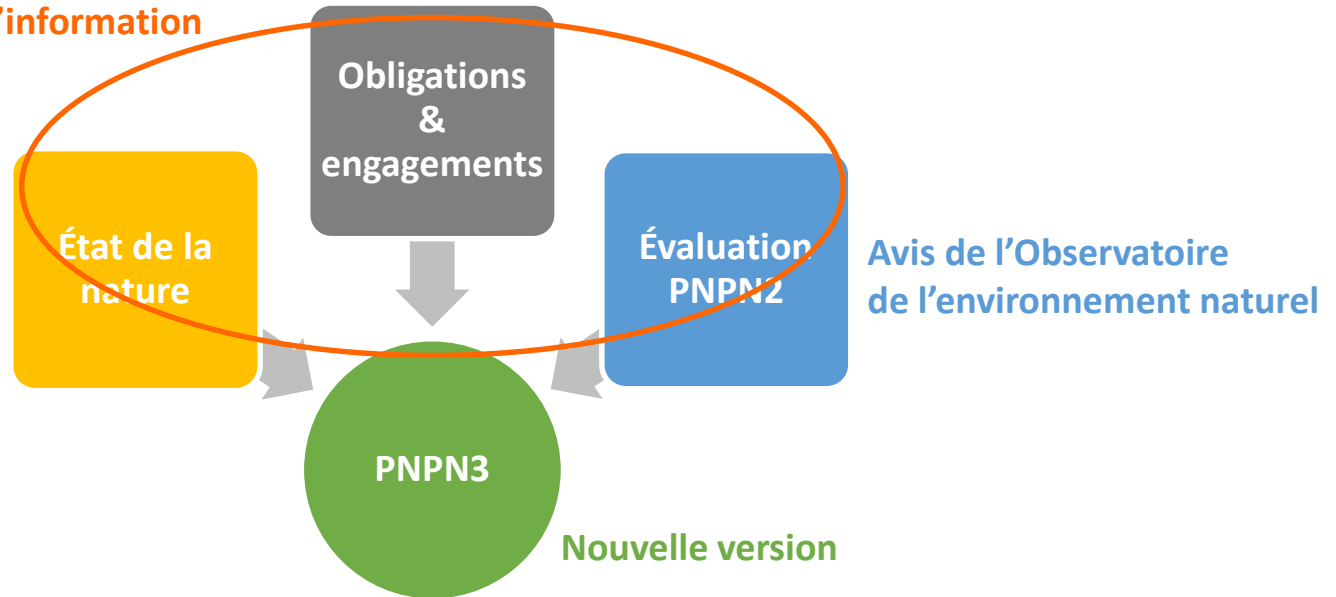 ’information
Obligations
&
engagements
État de la
nature
Évaluation
PNPN2
Avis de l’Observatoire
de l’environnement naturel
PNPN3
Nouvelle version